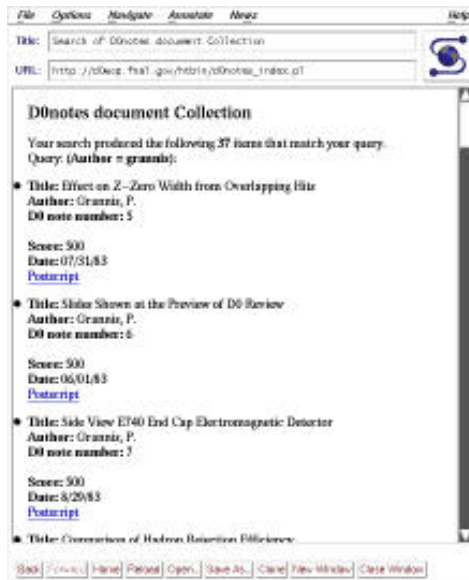 File Options Navigate Annotate News Help
Title: Search of D0notes document Collection
URL: http://d0wop.fnal.gov/htbin/d0notes_index.pl
D0notes document Collection
Your search produced the following 37 items that match your query.
Query: (Author = grannis):
Title: Effect on Z-Zero Width from Overlapping Hits
Author: Grannis, P.
D0 note number: 5
Score: 500
Date: 07/31/83
Postscript
Title: Slides Shown at the Preview of D0 Review
Author: Grannis, P.
D0 note number: 6
Score: 500
Date: 06/01/83
Postscript
Title: Side View E740 End Cap Electromagnetic Detector
Author: Grannis, P.
D0 note number: 7
Score: 500
Date: 8/29/83
Postscript
Title: Comparison of Hadron Rejection Efficiency
Back Forward Home Reload Open... Save As... Clone New Window Close Window